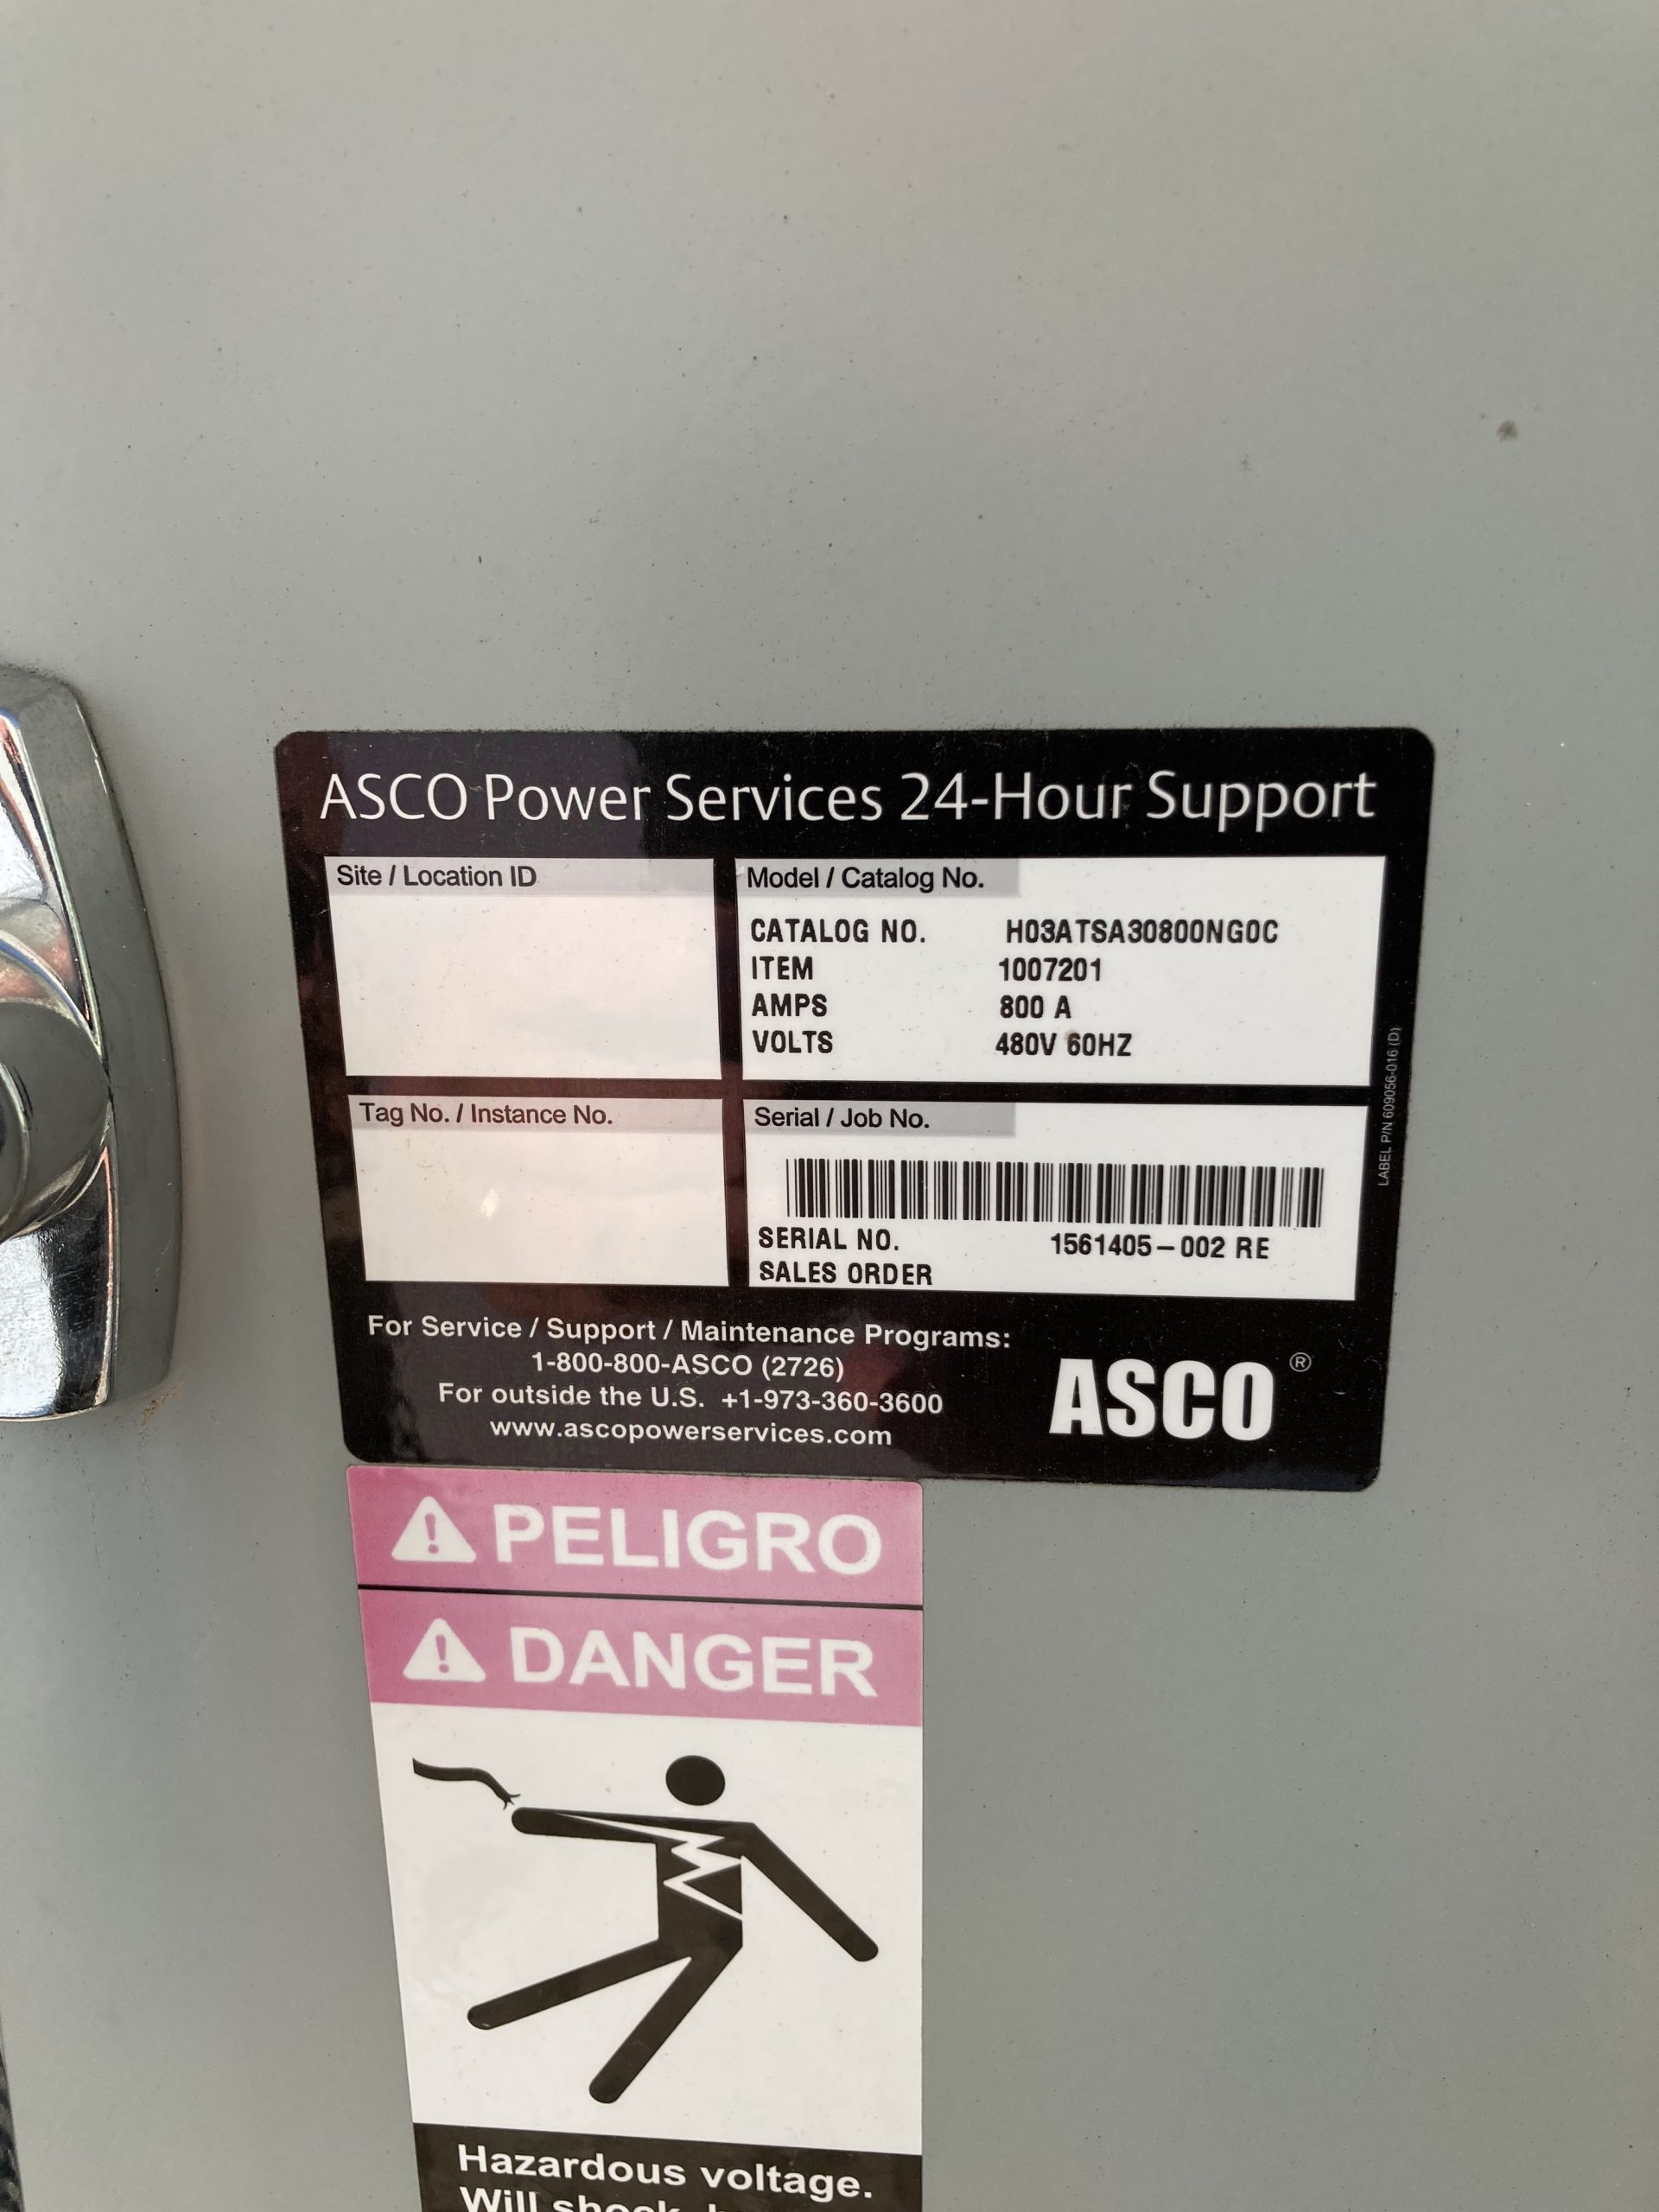 ASCO Power Services 24-Hour Support
Site / Location ID
Model / Catalog No.
CATALOG NO. H03ATSA30800NG0C
ITEM 1007201
AMPS 800 A
VOLTS 480V 60HZ
Tag No. / Instance No.
Serial / Job No.
SERIAL NO. 1561405-002 RE
SALES ORDER
LABEL P/N 609056-016 (D)
For Service / Support / Maintenance Programs:
1-800-800-ASCO (2726)
For outside the U.S. +1-973-360-3600
www.ascopowerservices.com
ASCO ®
PELIGRO
DANGER
Hazardous voltage.
Will shock,